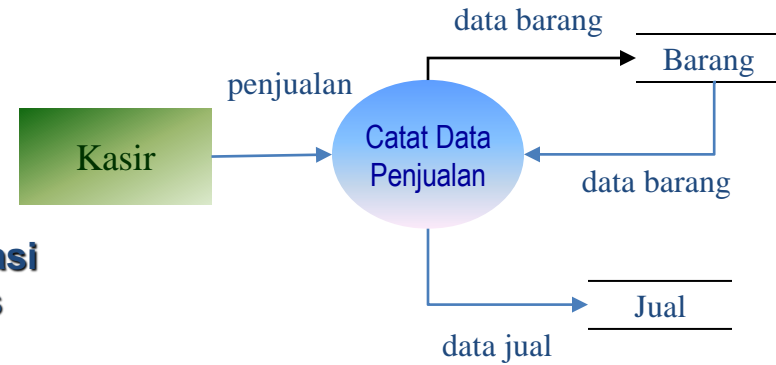 data barang
Barang
penjualan
Kasir
Catat Data
Penjualan
data barang
Jual
data jual